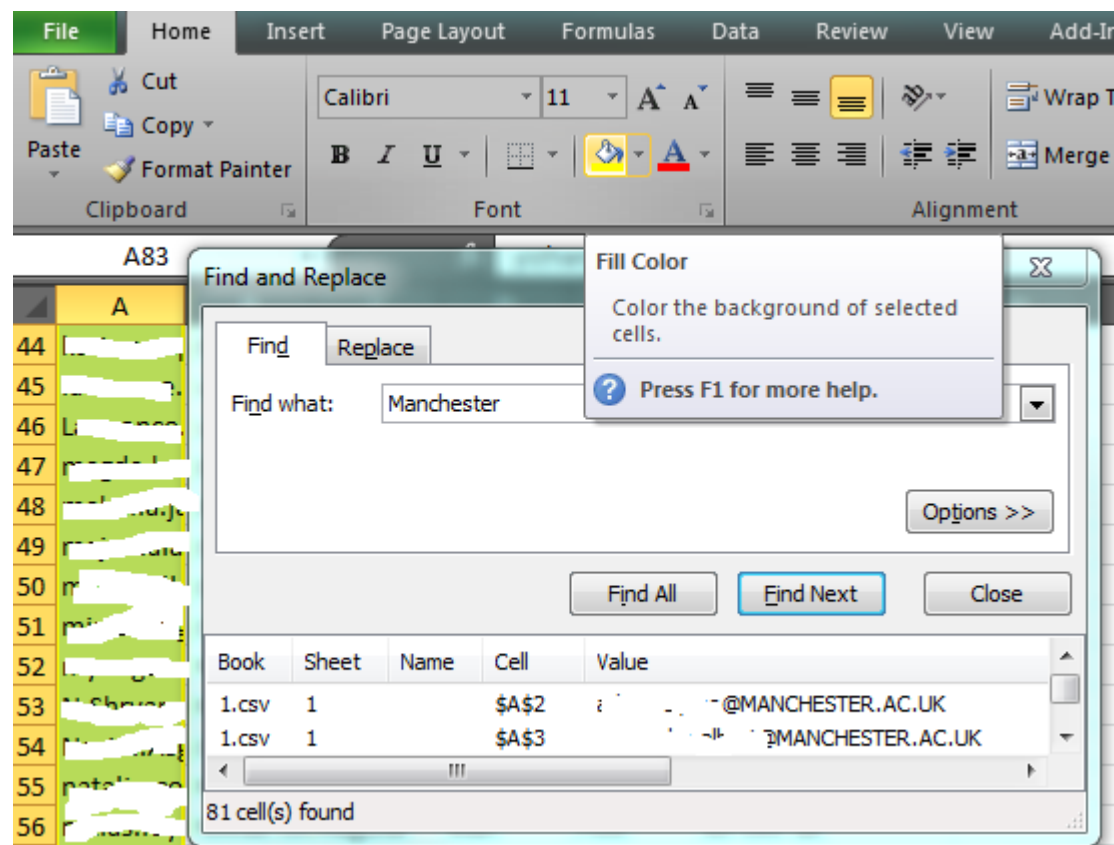 File Home Insert Page Layout Formulas Data Review View Add-In
Cut
Copy
Format Painter
Paste
Calibri 11 A A
B I U A
Wrap T
Merge
Clipboard Font Alignment
A83
Find and Replace
Fill Color
Color the background of selected
cells.
Press F1 for more help.
A
Find Replace
Find what: Manchester
Options >>
Find All Find Next Close
Book Sheet Name Cell Value
1.csv 1 $A$2 @MANCHESTER.AC.UK
1.csv 1 $A$3 @MANCHESTER.AC.UK
81 cell(s) found
44
45
46
47
48
49
50
51
52
53
54
55
56